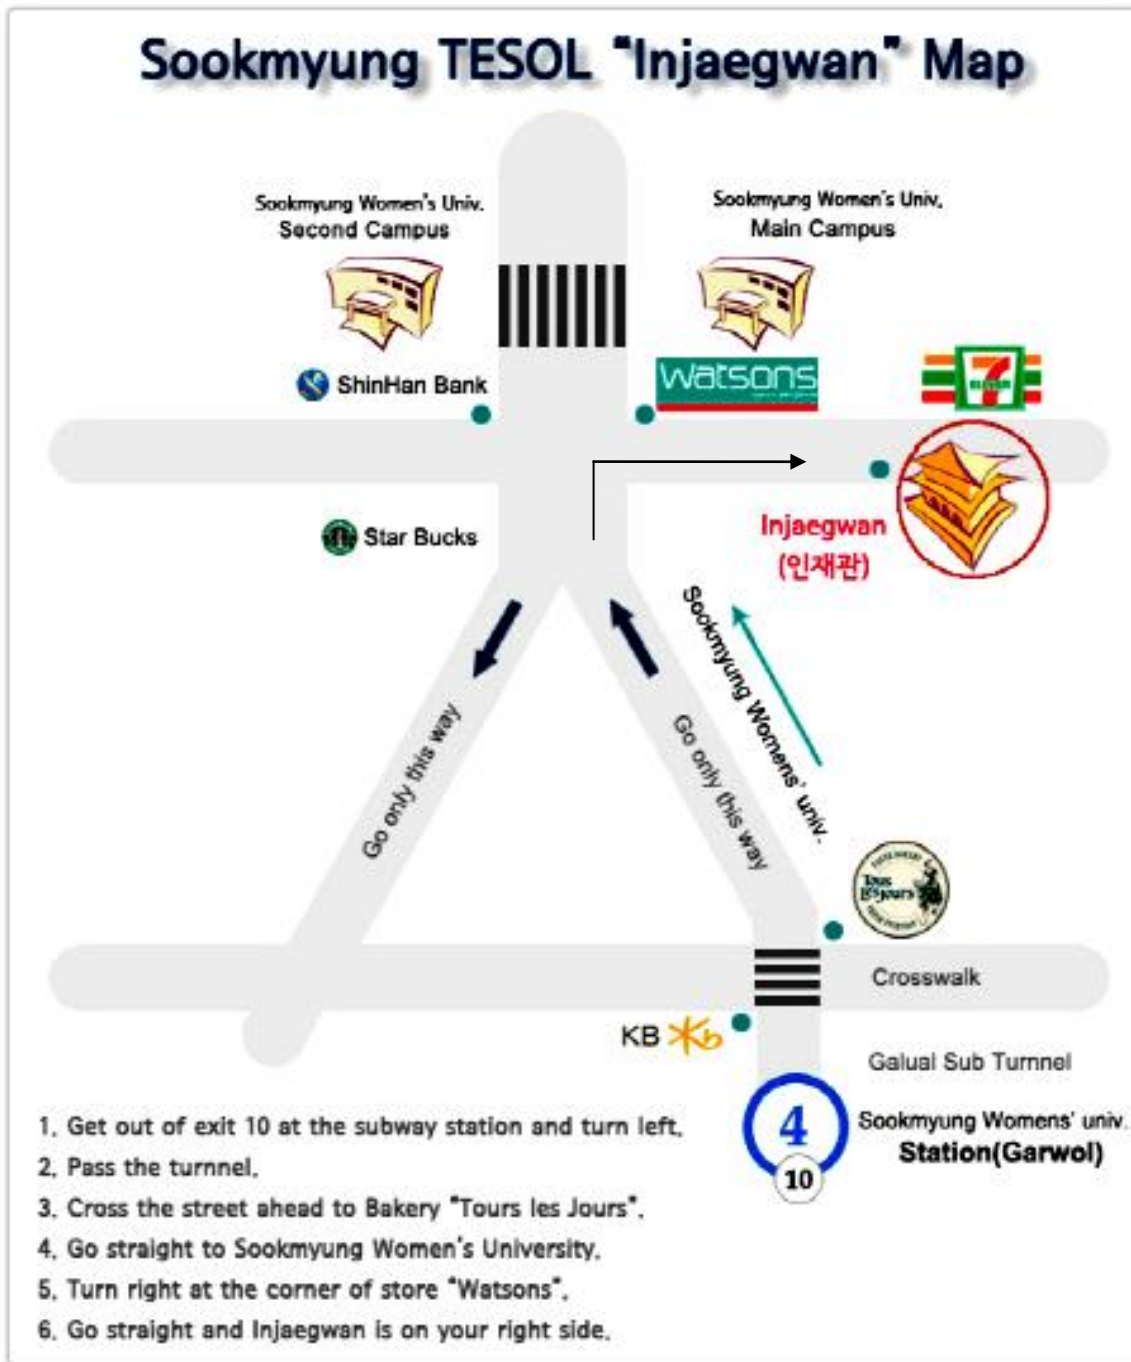 Sookmyung TESOL "Injaegwan" Map
Sookmyung Women's Univ.
Second Campus
Sookmyung Women's Univ.
Main Campus
ShinHan Bank
watsons
7
ELEVEN
Star Bucks
Injaegwan
(인재관)
Sookmyung Womens' univ.
Go only this way
Go only this way
Tous
Les Jours
Crosswalk
KB
Galual Sub Turnnel
4
10
Sookmyung Womens' univ.
Station(Garwol)
1. Get out of exit 10 at the subway station and turn left.
2. Pass the turnnel.
3. Cross the street ahead to Bakery "Tours les Jours".
4. Go straight to Sookmyung Women's University.
5. Turn right at the corner of store "Watsons".
6. Go straight and Injaegwan is on your right side.